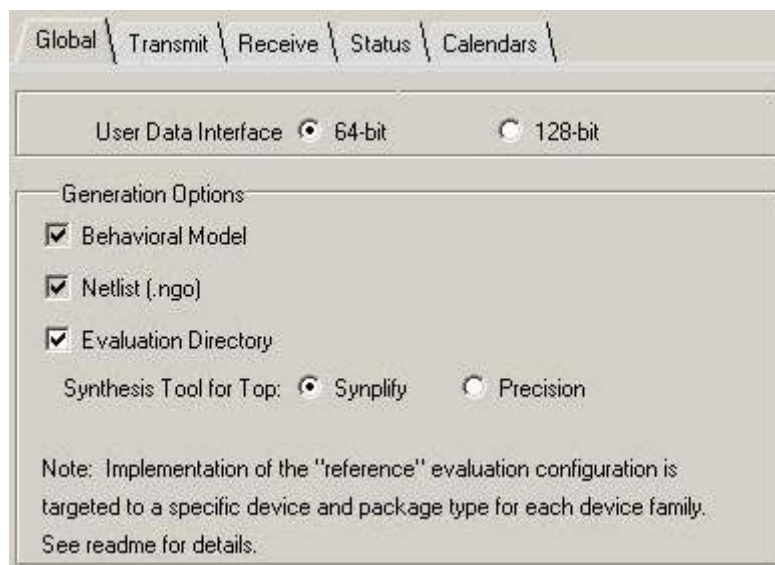 Global Transmit Receive Status Calendars
User Data Interface 64-bit 128-bit
Generation Options
Behavioral Model
Netlist (.ngo)
Evaluation Directory
Synthesis Tool for Top: Synplify Precision
Note: Implementation of the "reference" evaluation configuration is
targeted to a specific device and package type for each device family.
See readme for details.